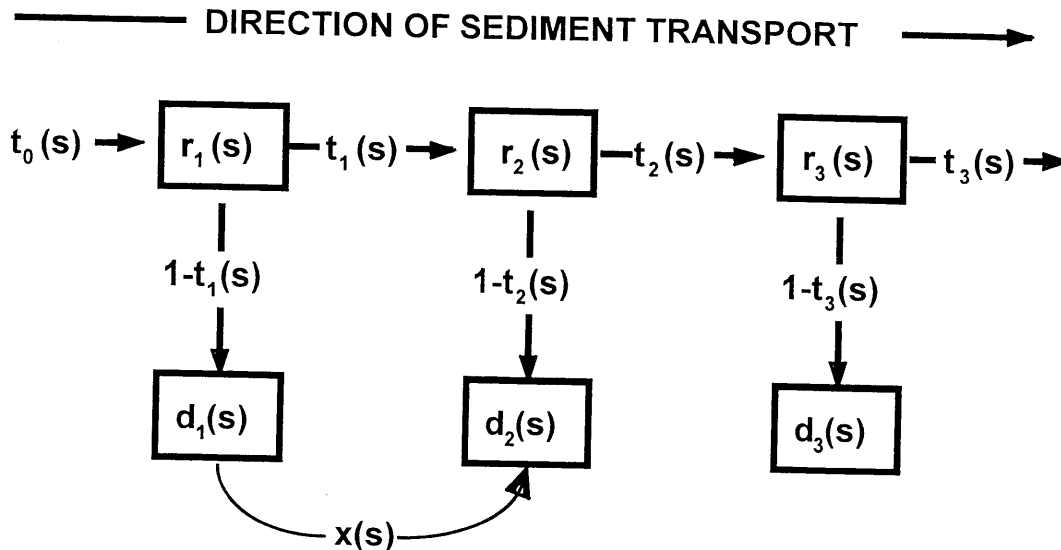 DIRECTION OF SEDIMENT TRANSPORT
t₀(s) r₁(s) t₁(s) r₂(s) t₂(s) r₃(s) t₃(s)
1-t₁(s) 1-t₂(s) 1-t₃(s)
d₁(s) d₂(s) d₃(s)
x(s)